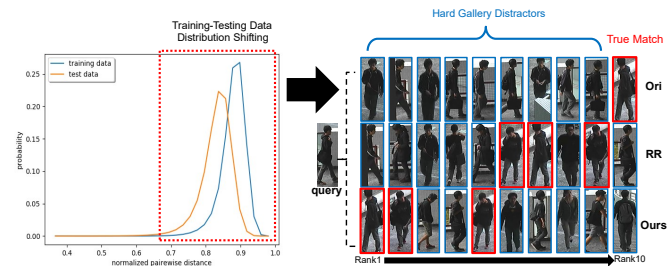 Training-Testing Data
Distribution Shifting
training data
test data
0.25
0.20
0.15
0.10
0.05
0.00
probability
0.4
0.5
0.6
0.7
0.8
0.9
1.0
normalized pairewise distance
Hard Gallery Distractors
True Match
Ori
RR
query
Ours
Rank1
Rank10